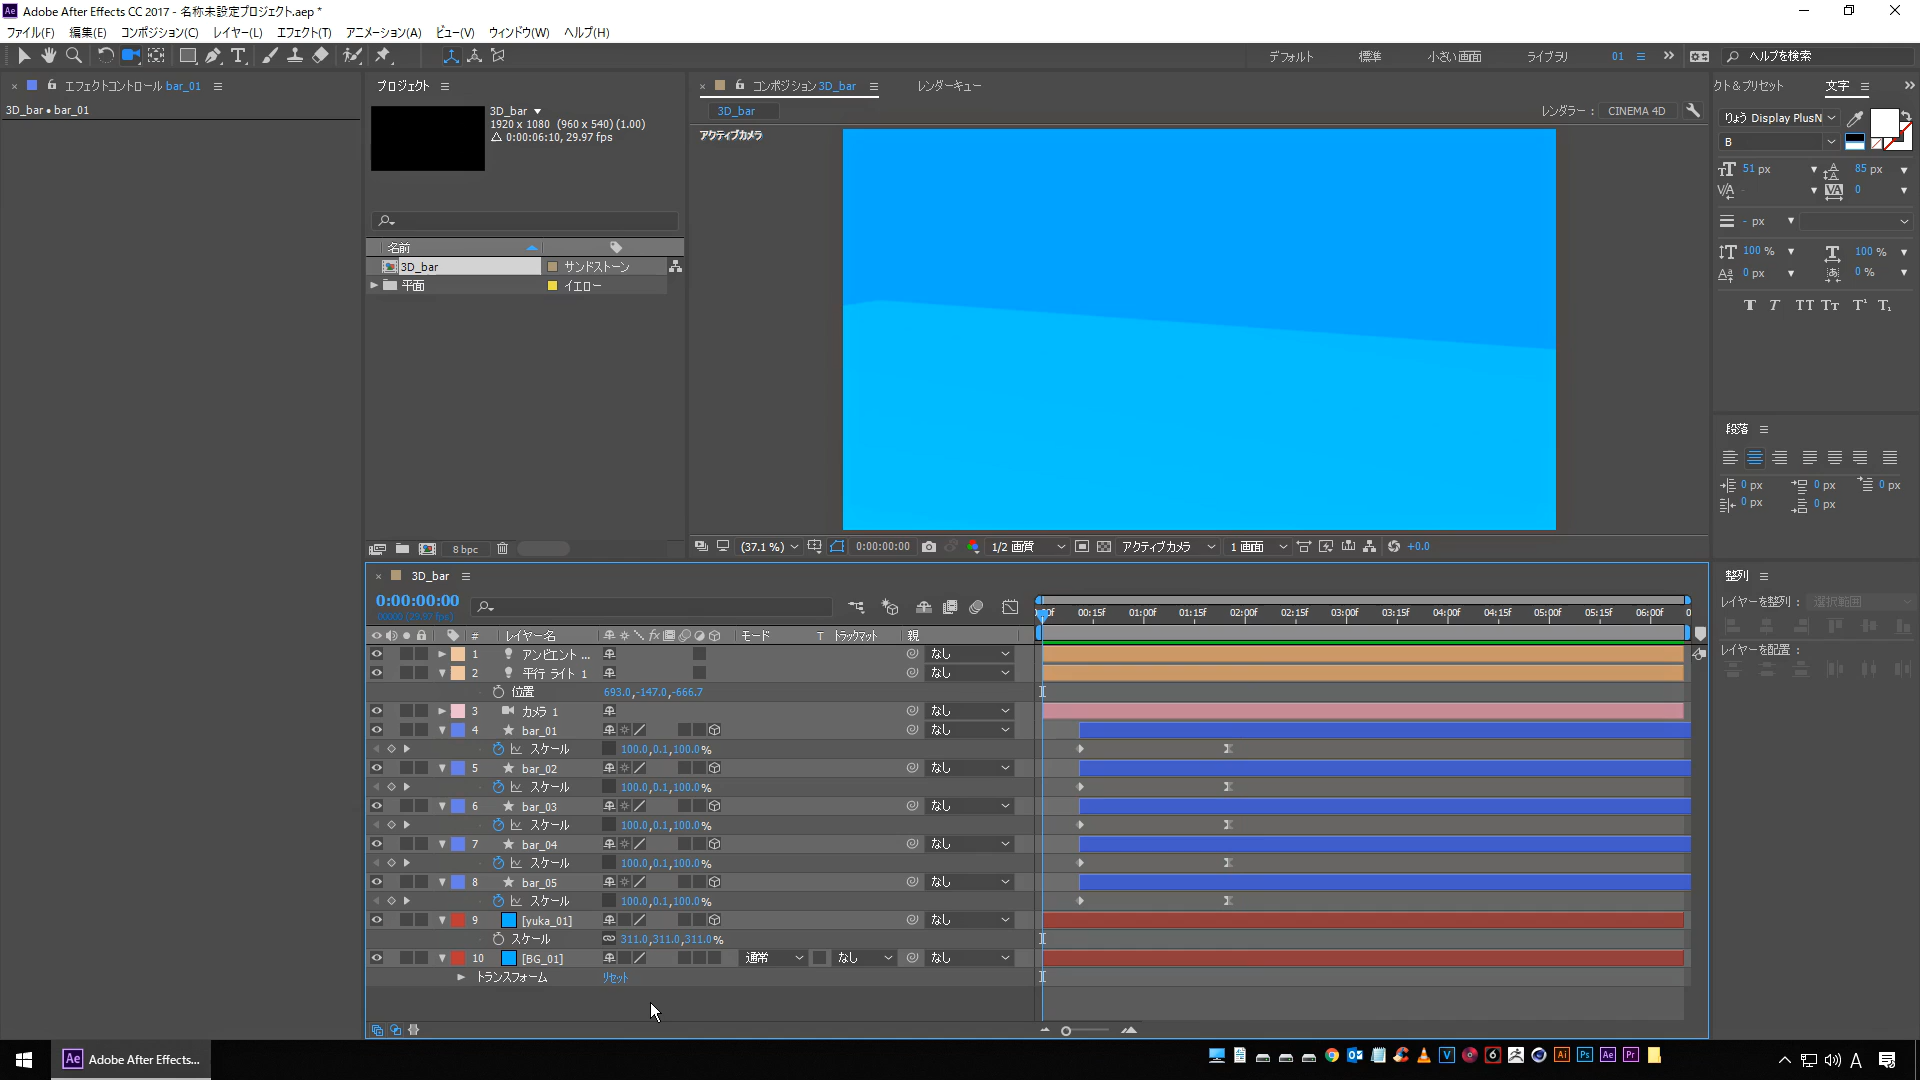 Adobe After Effects CC 2017 - 名称未設定プロジェクト.aep *
ファイル(F) 編集(E) コンポジション(C) レイヤー(L) エフェクト(T) アニメーション(A) ビュー(V) ウィンドウ(W) ヘルプ(H)
デフォルト 標準 小さい画面 ライブラリ 01 ヘルプを検索
エフェクトコントロール bar_01
3D_bar • bar_01
プロジェクト
3D_bar
1920 x 1080 (960 x 540) (1.00)
Δ 0:00:06:10, 29.97 fps
名前
3D_bar サンドストーン
平面 イエロー
8 bpc
コンポジション 3D_bar レンダーキュー
3D_bar
レンダラー : CINEMA 4D
アクティブカメラ
(37.1 %) 0:00:00:00 1/2 画質 アクティブカメラ 1 画面 +0.0
クト＆プリセット 文字
りょう Display PlusN
B
51 px 85 px
0
- px
100 % 100 %
0 px 0 %
段落
0 px 0 px 0 px
0 px 0 px
整列
レイヤーを整列 : 選択範囲
レイヤーを配置 :
3D_bar
0:00:00:00
00000 (29.97 fps)
00:15f 01:00f 01:15f 02:00f 02:15f 03:00f 03:15f 04:00f 04:15f 05:00f 05:15f 06:00f
# レイヤー名 モード T トラックマット 親
1 アンビエント ... なし
2 平行 ライト 1 なし
位置 693.0,-147.0,-666.7
3 カメラ 1 なし
4 bar_01 なし
スケール 100.0,0.1,100.0%
5 bar_02 なし
スケール 100.0,0.1,100.0%
6 bar_03 なし
スケール 100.0,0.1,100.0%
7 bar_04 なし
スケール 100.0,0.1,100.0%
8 bar_05 なし
スケール 100.0,0.1,100.0%
9 [yuka_01] なし
スケール 311.0,311.0,311.0%
10 [BG_01] 通常 なし なし
トランスフォーム リセット
Adobe After Effects...
A